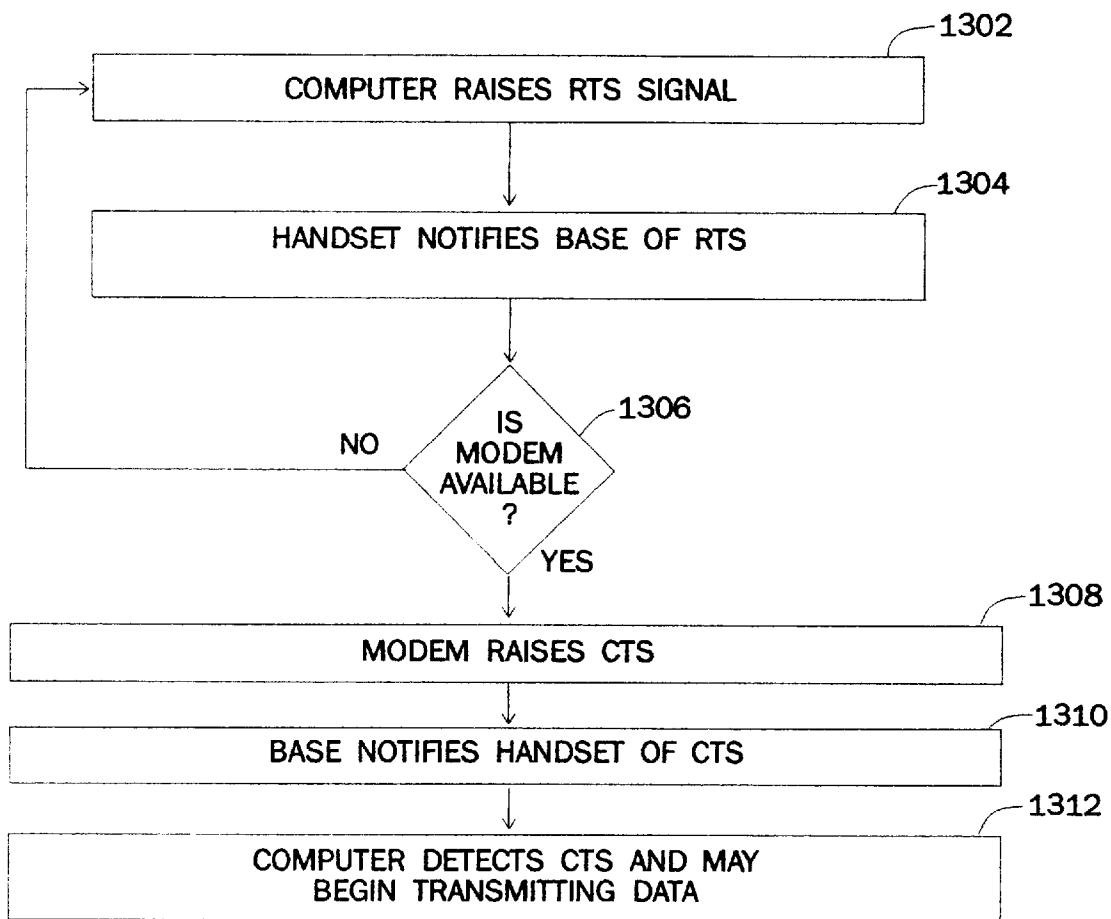 1302
COMPUTER RAISES RTS SIGNAL
1304
HANDSET NOTIFIES BASE OF RTS
1306
IS
MODEM
AVAILABLE
?
NO
YES
1308
MODEM RAISES CTS
1310
BASE NOTIFIES HANDSET OF CTS
1312
COMPUTER DETECTS CTS AND MAY
BEGIN TRANSMITTING DATA